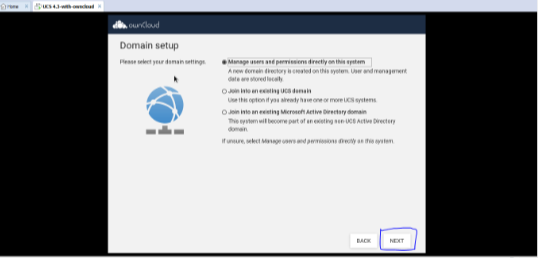 Home
UCS 4.3-with-owncloud
ownCloud
Domain setup
Please select your domain settings.
Manage users and permissions directly on this system
A new domain directory is created on this system. User and management
data are stored locally.
Join into an existing UCS domain
Use this option if you already have one or more UCS systems.
Join into an existing Microsoft Active Directory domain
This system will become part of an existing non-UCS Active Directory
domain.
If unsure, select Manage users and permissions directly on this system.
BACK
NEXT